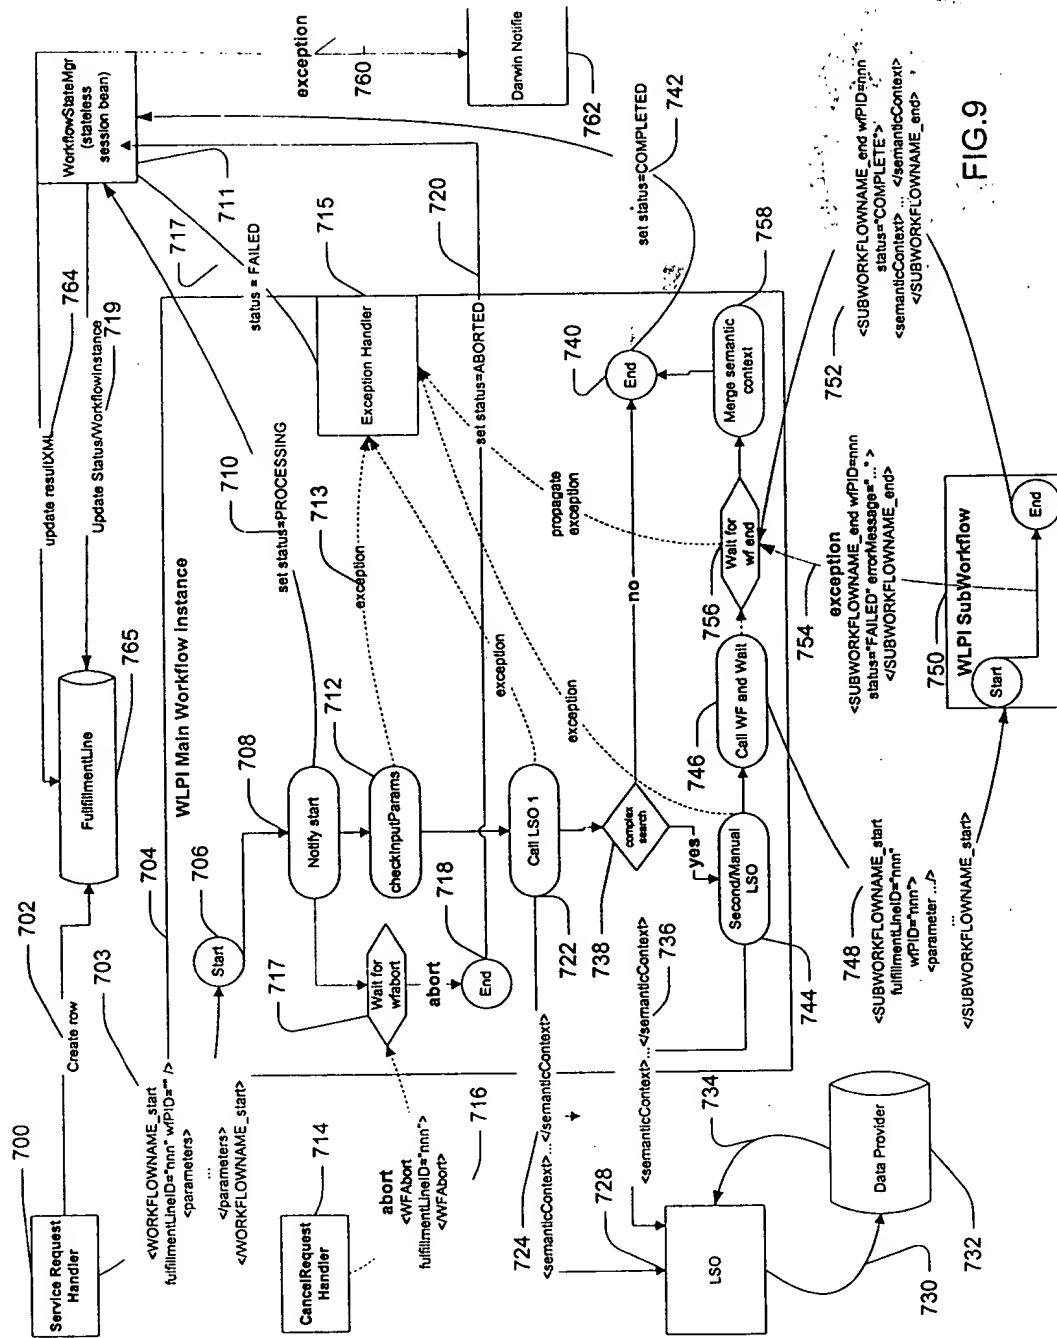 700
Service Request
Handler
702
Create row
703
<WORKFLOWNAME_start
fulfillmentLineID="nnn" wfPID="" />
<parameters>
...
</parameters>
</WORKFLOWNAME_start>
704
FullfillmentLine
765
update resultXML
764
Update Status/WorkflowInstance
719
WorkflowStateMgr
(stateless
session bean)
711
717
status = FAILED
exception
760
Darwin Notifie
762
WLPI Main Workflow Instance
706
Start
708
Notify start
710
set status=PROCESSING
712
checkInputParams
713
exception
715
Exception Handler
720
set status=ABORTED
714
CancelRequest
Handler
abort
<WFAbort
fulfillmentLineID="nnn">
</WFAbort>
716
717
Wait for
wfabort
abort
718
End
Call LSO 1
722
exception
exception
724
<semanticContext>...</semanticContext>
complex
search
738
no
yes
740
End
set status=COMPLETED
742
Second/Manual
LSO
744
<semanticContext>...</semanticContext>
736
746
Call WF and Wait
756
Wait for
wf end
propagate
exception
Merge semantic
context
758
728
LSO
734
Data Provider
730
732
748
<SUBWORKFLOWNAME_start
fulfillmentLineID="nnn"
wfPID="nnn">
<parameter .../>
...
</SUBWORKFLOWNAME_start>
750
WLPI SubWorkflow
Start
End
754
exception
<SUBWORKFLOWNAME_end wfPID=nnn
status="FAILED" errorMessage="..." >
</SUBWORKFLOWNAME_end>
752
<SUBWORKFLOWNAME_end wfPID=nnn
status="COMPLETE">
<semanticContext> ... </semanticContext>
</SUBWORKFLOWNAME_end>
FIG.9